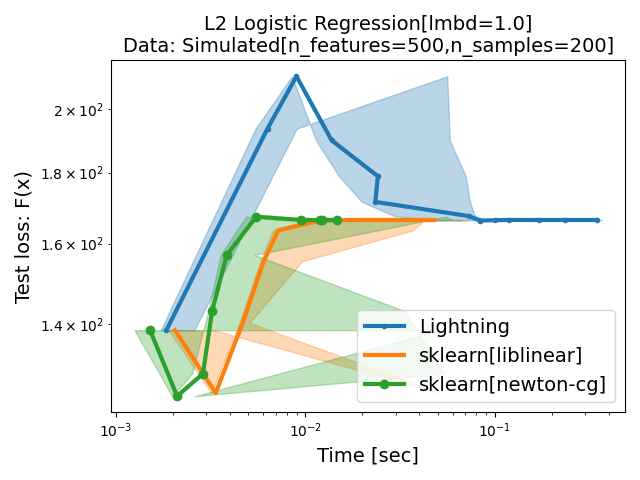 L2 Logistic Regression[lmbd=1.0]
Data: Simulated[n_features=500,n_samples=200]
Test loss: F(x)
2 × 10²
1.8 × 10²
1.6 × 10²
1.4 × 10²
Lightning
sklearn[liblinear]
sklearn[newton-cg]
10⁻³ 10⁻² 10⁻¹
Time [sec]